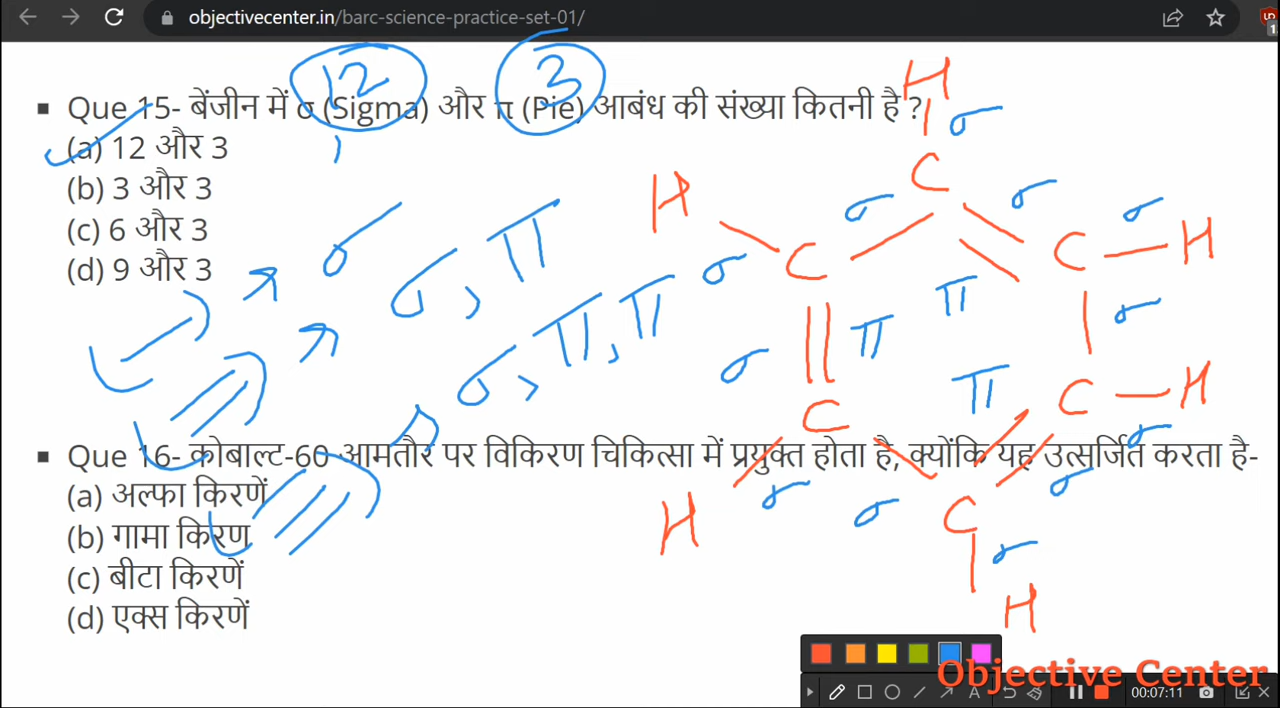 objectivecenter.in/barc-science-practice-set-01/
12 3
Que 15- बेंजीन में σ (Sigma) और π (Pie) आबंध की संख्या कितनी है ?
(a) 12 और 3
(b) 3 और 3
(c) 6 और 3
(d) 9 और 3
σ
σ, π
σ, π, π
H
σ
C
H σ σ σ
C C H
σ π
π σ
σ π
C C H
σ
H σ σ C σ
σ
H
Que 16- कोबाल्ट-60 आमतौर पर विकिरण चिकित्सा में प्रयुक्त होता है, क्योंकि यह उत्सर्जित करता है-
(a) अल्फा किरणें
(b) गामा किरण
(c) बीटा किरणें
(d) एक्स किरणें
Objective Center
00:07:11